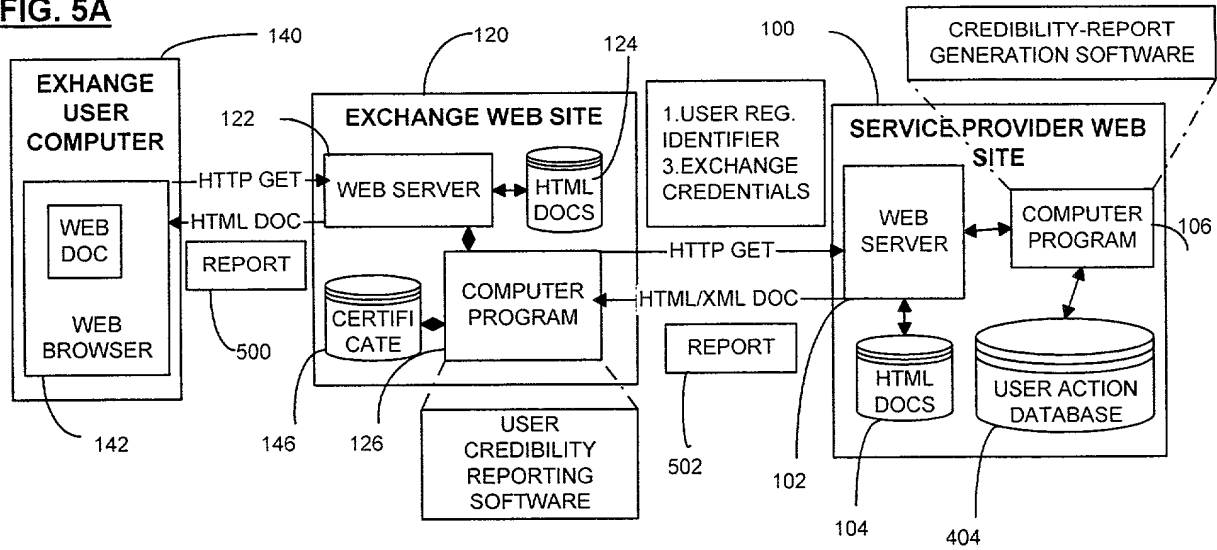 FIG. 5A
140
120
124
100
CREDIBILITY-REPORT
GENERATION SOFTWARE
EXHANGE
USER
COMPUTER
122
EXCHANGE WEB SITE
1.USER REG.
IDENTIFIER
3.EXCHANGE
CREDENTIALS
SERVICE PROVIDER WEB
SITE
HTTP GET
WEB SERVER
HTML
DOCS
HTML DOC
WEB
DOC
REPORT
WEB
BROWSER
500
142
CERTIFI
CATE
COMPUTER
PROGRAM
146
126
USER
CREDIBILITY
REPORTING
SOFTWARE
HTTP GET
HTML/XML DOC
REPORT
502
WEB
SERVER
COMPUTER
PROGRAM
106
102
HTML
DOCS
104
USER ACTION
DATABASE
404